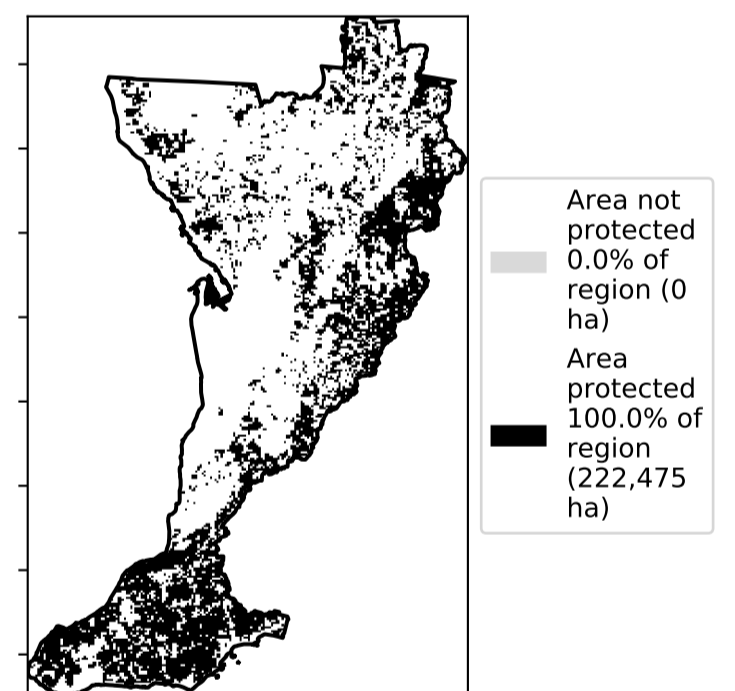 Area not
protected
0.0% of
region (0
ha)
Area
protected
100.0% of
region
(222,475
ha)